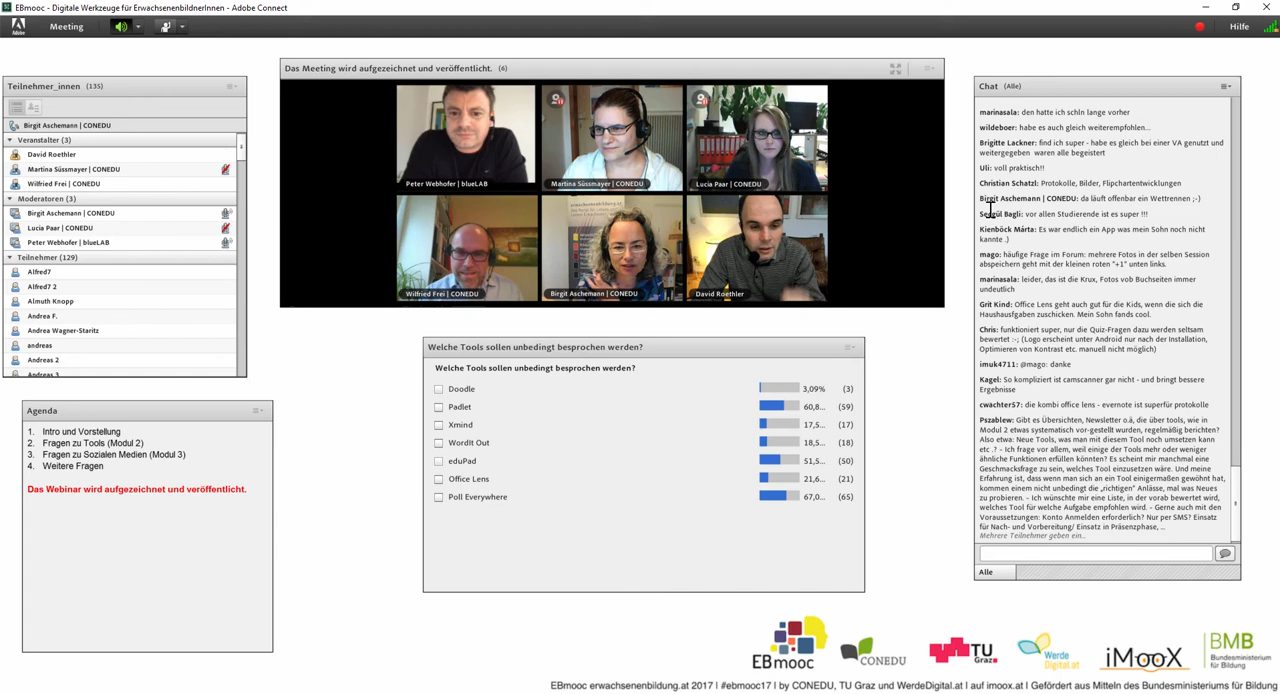 EBmooc - Digitale Werkzeuge für ErwachsenenbildnerInnen - Adobe Connect
Meeting
Hilfe
Adobe
Teilnehmer_innen (135)
Birgit Aschemann | CONEDU
Veranstalter (3)
David Roethler
Martina Süssmayer | CONEDU
Wilfried Frei | CONEDU
Moderatoren (3)
Birgit Aschemann | CONEDU
Lucia Paar | CONEDU
Peter Webhofer | blueLAB
Teilnehmer (129)
Alfred7
Alfred7 2
Almuth Knopp
Andrea F.
Andrea Wagner-Staritz
andreas
Andreas 2
Andreas 3
Agenda
1. Intro und Vorstellung
2. Fragen zu Tools (Modul 2)
3. Fragen zu Sozialen Medien (Modul 3)
4. Weitere Fragen
Das Webinar wird aufgezeichnet und veröffentlicht.
Das Meeting wird aufgezeichnet und veröffentlicht. (6)
Peter Webhofer | blueLAB
Martina Süssmayer | CONEDU
Lucia Paar | CONEDU
Wilfried Frei | CONEDU
Birgit Aschemann | CONEDU
David Roethler
Welche Tools sollen unbedingt besprochen werden?
Welche Tools sollen unbedingt besprochen werden?
Doodle 3,09% (3)
Padlet 60,8... (59)
Xmind 17,5... (17)
WordIt Out 18,5... (18)
eduPad 51,5... (50)
Office Lens 21,6... (21)
Poll Everywhere 67,0... (65)
Chat (Alle)
marinasala: den hatte ich schln lange vorher
wildeboer: habe es auch gleich weiterempfohlen...
Brigitte Lackner: find ich super - habe es gleich bei einer VA genutzt und
weitergegeben waren alle begeistert
Uli: voll praktisch!!
Christian Schatzl: Protokolle, Bilder, Flipchartentwicklungen
Birgit Aschemann | CONEDU: da läuft offenbar ein Wettrennen ;-)
Bagli: vor allen Studierende ist es super !!!
Kienböck Márta: Es war endlich ein App was mein Sohn noch nicht
kannte .)
mago: häufige Frage im Forum: mehrere Fotos in der selben Session
abspeichern geht mit der kleinen roten "+1" unten links.
marinasala: leider, das ist die Krux, Fotos vob Buchseiten immer
undeutlich
Grit Kind: Office Lens geht auch gut für die Kids, wenn die sich die
Haushausfgaben zuschicken. Mein Sohn fands cool.
Chris: funktioniert super, nur die Quiz-Fragen dazu werden seltsam
bewertet :-; (Logo erscheint unter Android nur nach der Installation,
Optimieren von Kontrast etc. manuell nicht möglich)
imuk4711: @mago: danke
Kagel: So kompliziert ist camscanner gar nicht - und bringt bessere
Ergebnisse
cwachter57: die kombi office lens - evernote ist superfür protokolle
Pszablew: Gibt es Übersichten, Newsletter o.ä, die über tools, wie in
Modul 2 etwas systematisch vor-gestellt wurden, regelmäßig berichten?
Also etwa: Neue Tools, was man mit diesem Tool noch umsetzen kann
etc .? - Ich frage vor allem, weil einige der Tools mehr oder weniger
ähnliche Funktionen erfüllen könnten? Es scheint mir manchmal eine
Geschmacksfrage zu sein, welches Tool einzusetzen wäre. Und meine
Erfahrung ist, dass wenn man sich an ein Tool einigermaßen gewöhnt hat,
kommen einem nicht unbedingt die „richtigen" Anlässe, mal was Neues
zu probieren. - Ich wünschte mir eine Liste, in der vorab bewertet wird,
welches Tool für welche Aufgabe empfohlen wird. - Gerne auch mit den
Voraussetzungen: Konto Anmelden erforderlich? Nur per SMS? Einsatz
für Nach- und Vorbereitung/ Einsatz in Präsenzphase, ...
Mehrere Teilnehmer geben ein...
Alle
EBmooc
CONEDU
TU Graz
Werde Digital.at
iMooX
BMB Bundesministerium für Bildung
EBmooc erwachsenenbildung.at 2017 | #ebmooc17 | by CONEDU, TU Graz und WerdeDigital.at | auf imoox.at | Gefördert aus Mitteln des Bundesministeriums für Bildung